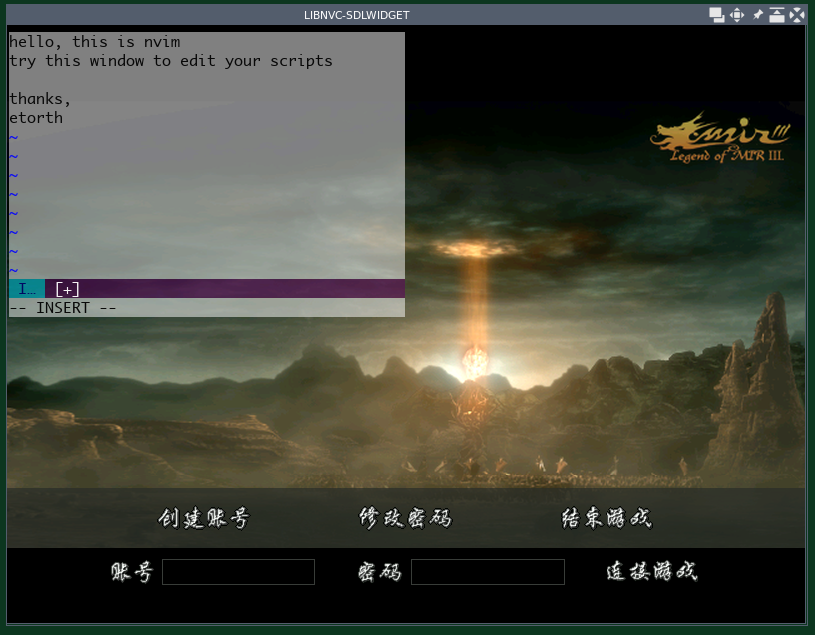 LIBNVC-SDLWIDGET
hello, this is nvim
try this window to edit your scripts
thanks,
etorth
~
~
~
~
~
~
~
~
I… [+]
-- INSERT --
mir III
Legend of MIR III.
创建账号 修改密码 结束游戏
账号 密码 连接游戏